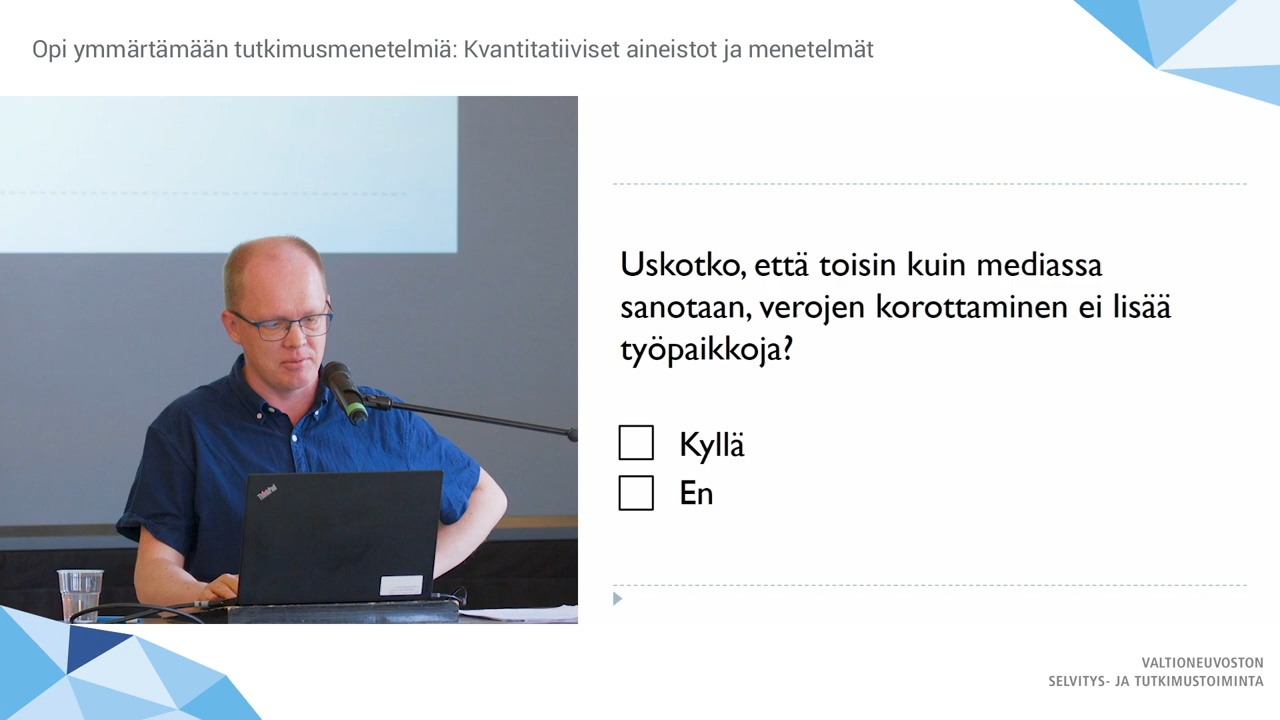 Opi ymmärtämään tutkimusmenetelmiä: Kvantitatiiviset aineistot ja menetelmät
Uskotko, että toisin kuin mediassa
sanotaan, verojen korottaminen ei lisää
työpaikkoja?
Kyllä
En
ThinkPad
VALTIONEUVOSTON
SELVITYS- JA TUTKIMUSTOIMINTA